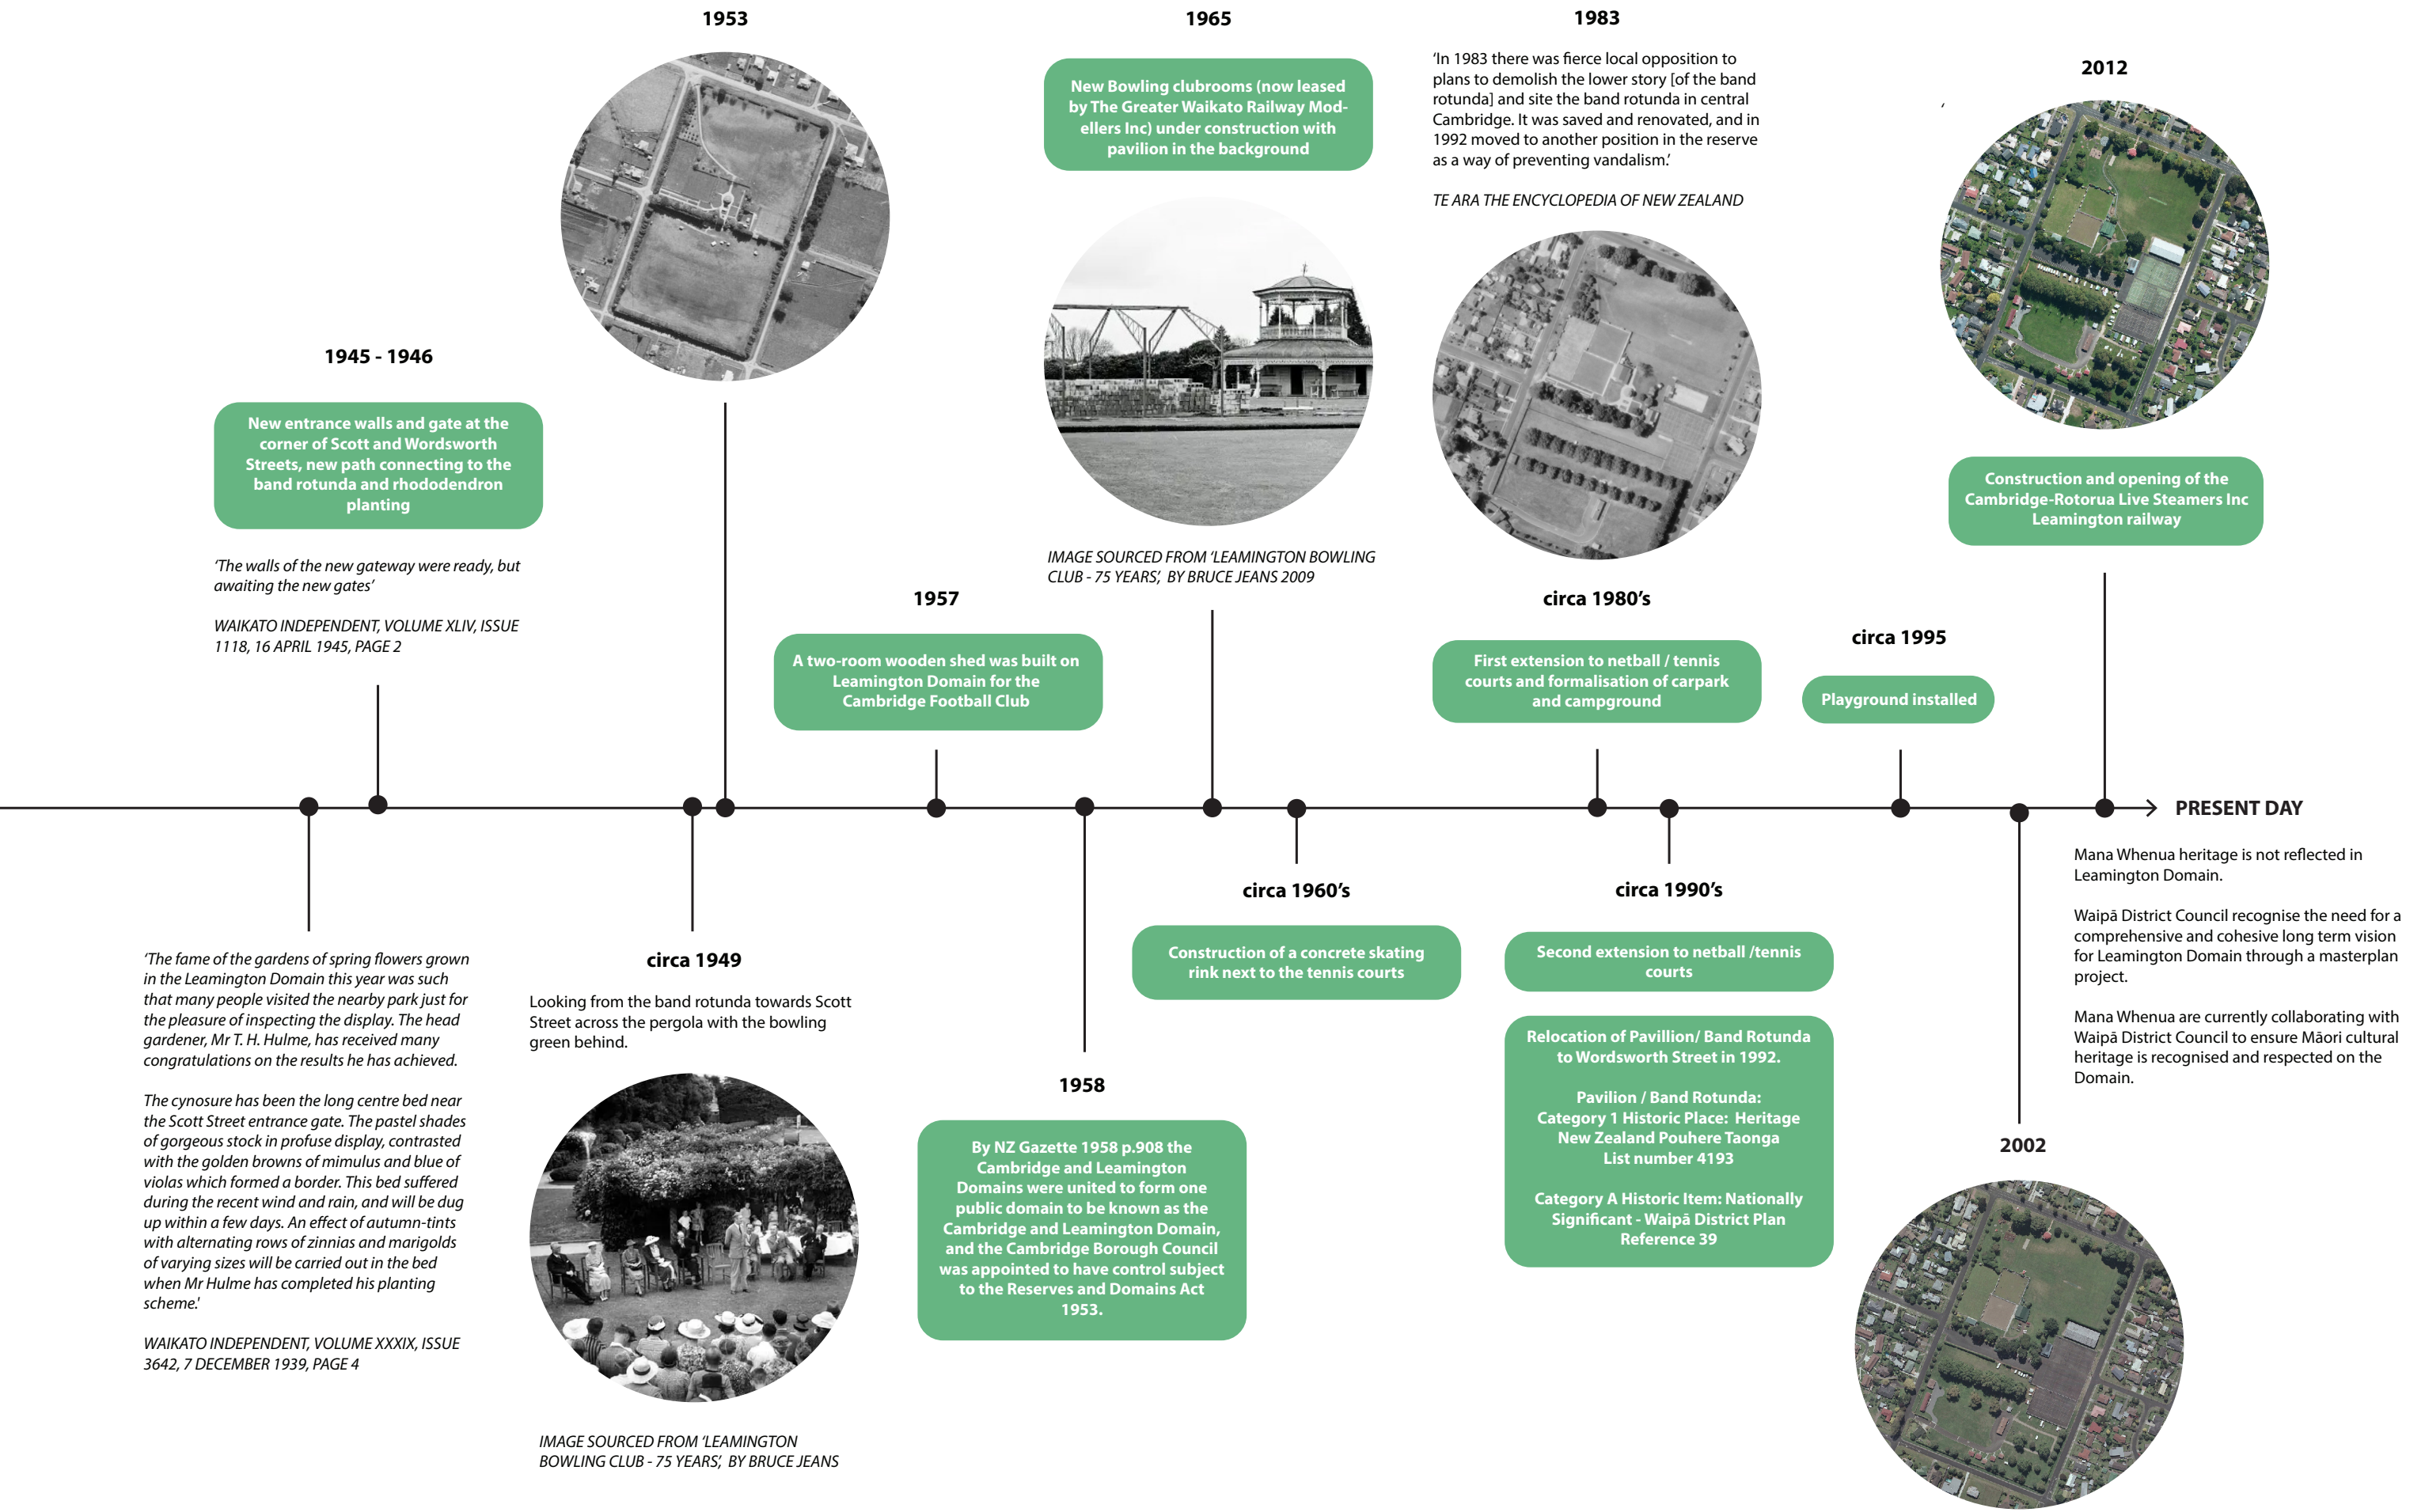 1953
1965
New Bowling clubrooms (now leased
by The Greater Waikato Railway Mod-
ellers Inc) under construction with
pavilion in the background
1983
‘In 1983 there was fierce local opposition to
plans to demolish the lower story [of the band
rotunda] and site the band rotunda in central
Cambridge. It was saved and renovated, and in
1992 moved to another position in the reserve
as a way of preventing vandalism.’
TE ARA THE ENCYCLOPEDIA OF NEW ZEALAND
2012
‘
1945 - 1946
New entrance walls and gate at the
corner of Scott and Wordsworth
Streets, new path connecting to the
band rotunda and rhododendron
planting
‘The walls of the new gateway were ready, but
awaiting the new gates’
WAIKATO INDEPENDENT, VOLUME XLIV, ISSUE
1118, 16 APRIL 1945, PAGE 2
IMAGE SOURCED FROM ‘LEAMINGTON BOWLING
CLUB - 75 YEARS’, BY BRUCE JEANS 2009
1957
A two-room wooden shed was built on
Leamington Domain for the
Cambridge Football Club
circa 1980’s
First extension to netball / tennis
courts and formalisation of carpark
and campground
circa 1995
Playground installed
Construction and opening of the
Cambridge-Rotorua Live Steamers Inc
Leamington railway
PRESENT DAY
Mana Whenua heritage is not reflected in
Leamington Domain.
Waipā District Council recognise the need for a
comprehensive and cohesive long term vision
for Leamington Domain through a masterplan
project.
Mana Whenua are currently collaborating with
Waipā District Council to ensure Māori cultural
heritage is recognised and respected on the
Domain.
‘The fame of the gardens of spring flowers grown
in the Leamington Domain this year was such
that many people visited the nearby park just for
the pleasure of inspecting the display. The head
gardener, Mr T. H. Hulme, has received many
congratulations on the results he has achieved.
The cynosure has been the long centre bed near
the Scott Street entrance gate. The pastel shades
of gorgeous stock in profuse display, contrasted
with the golden browns of mimulus and blue of
violas which formed a border. This bed suffered
during the recent wind and rain, and will be dug
up within a few days. An effect of autumn-tints
with alternating rows of zinnias and marigolds
of varying sizes will be carried out in the bed
when Mr Hulme has completed his planting
scheme.'
WAIKATO INDEPENDENT, VOLUME XXXIX, ISSUE
3642, 7 DECEMBER 1939, PAGE 4
circa 1949
Looking from the band rotunda towards Scott
Street across the pergola with the bowling
green behind.
IMAGE SOURCED FROM ‘LEAMINGTON
BOWLING CLUB - 75 YEARS’, BY BRUCE JEANS
1958
By NZ Gazette 1958 p.908 the
Cambridge and Leamington
Domains were united to form one
public domain to be known as the
Cambridge and Leamington Domain,
and the Cambridge Borough Council
was appointed to have control subject
to the Reserves and Domains Act
1953.
circa 1960’s
Construction of a concrete skating
rink next to the tennis courts
circa 1990’s
Second extension to netball /tennis
courts
Relocation of Pavillion/ Band Rotunda
to Wordsworth Street in 1992.
Pavilion / Band Rotunda:
Category 1 Historic Place: Heritage
New Zealand Pouhere Taonga
List number 4193
Category A Historic Item: Nationally
Significant - Waipā District Plan
Reference 39
2002